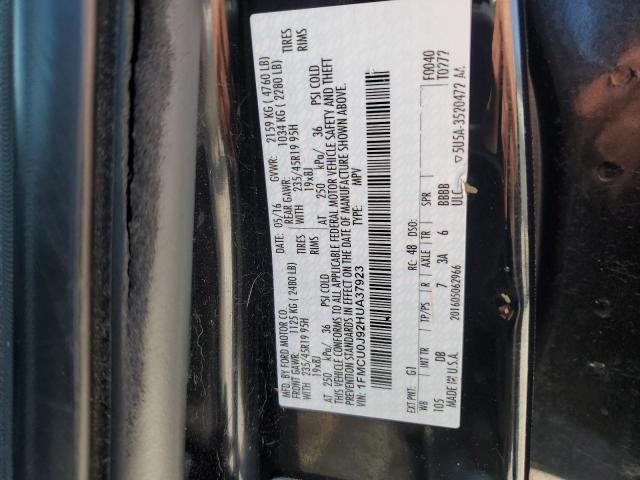 MFD. BY FORD MOTOR CO.
DATE: 05/16 GVWR: 2159 KG ( 4760 LB)
FRONT GAWR: 1125 KG (2480 LB) REAR GAWR: 1034 KG ( 2280 LB)
WITH 235/45R19 95H TIRES WITH 235/45R19 95H TIRES
19x8J RIMS 19x8J RIMS
AT 250 kPa/ 36 PSI COLD AT 250 kPa/ 36 PSI COLD
THIS VEHICLE CONFORMS TO ALL APPLICABLE FEDERAL MOTOR VEHICLE SAFETY AND THEFT
PREVENTION STANDARDS IN EFFECT ON THE DATE OF MANUFACTURE SHOWN ABOVE.
VIN: 1FMCU0J92HUA37923 TYPE: MPV
F0040
EXT PNT: G1 RC: 48 DSO: T0272
WB INT TR TP/PS R AXLE TR SPR
105 DB 7 3A 6 BBBB
MADE IN U.S.A. 201605062966 ULC
▽ 5U5A-3520472